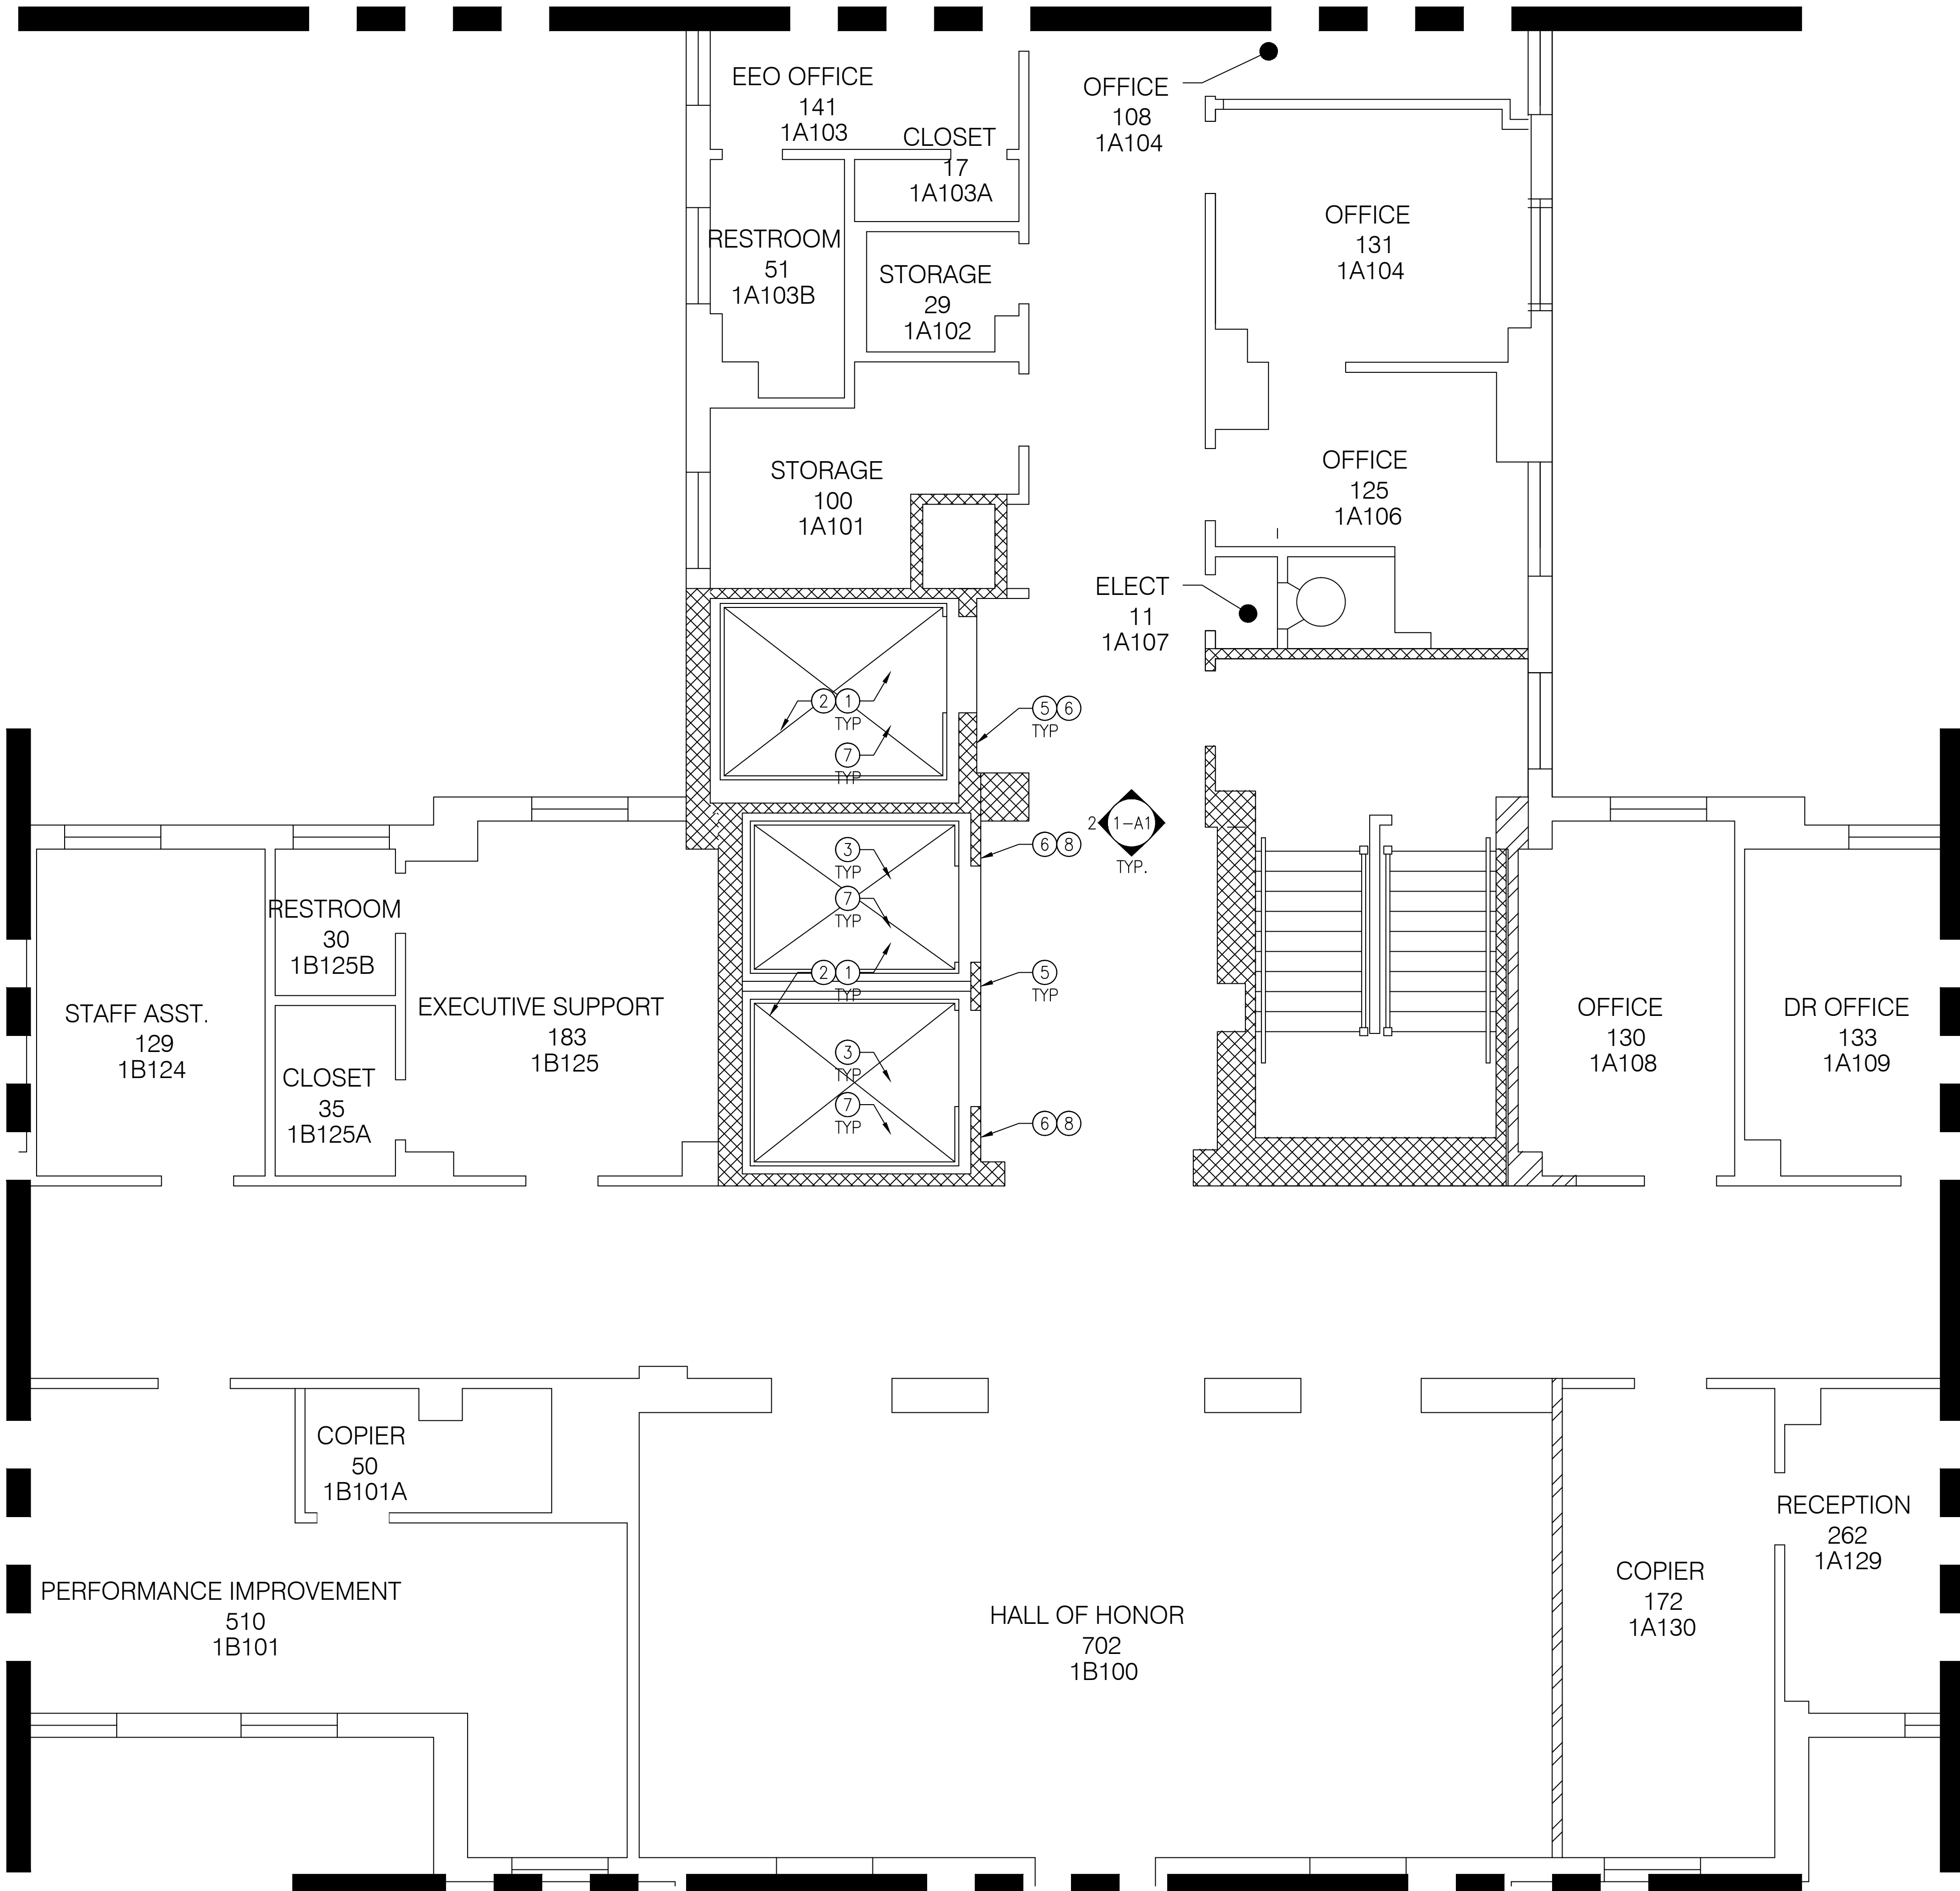 EEO OFFICE
141
1A103
CLOSET
17
1A103A
OFFICE
108
1A104
OFFICE
131
1A104
RESTROOM
51
1A103B
STORAGE
29
1A102
STORAGE
100
1A101
OFFICE
125
1A106
ELECT
11
1A107
2 1
TYP
7
TYP
5 6
TYP
3
TYP
7
TYP
6 8
2 1-A1
TYP.
2 1
TYP
5
TYP
3
TYP
7
TYP
6 8
RESTROOM
30
1B125B
STAFF ASST.
129
1B124
EXECUTIVE SUPPORT
183
1B125
CLOSET
35
1B125A
OFFICE
130
1A108
DR OFFICE
133
1A109
COPIER
50
1B101A
PERFORMANCE IMPROVEMENT
510
1B101
HALL OF HONOR
702
1B100
COPIER
172
1A130
RECEPTION
262
1A129